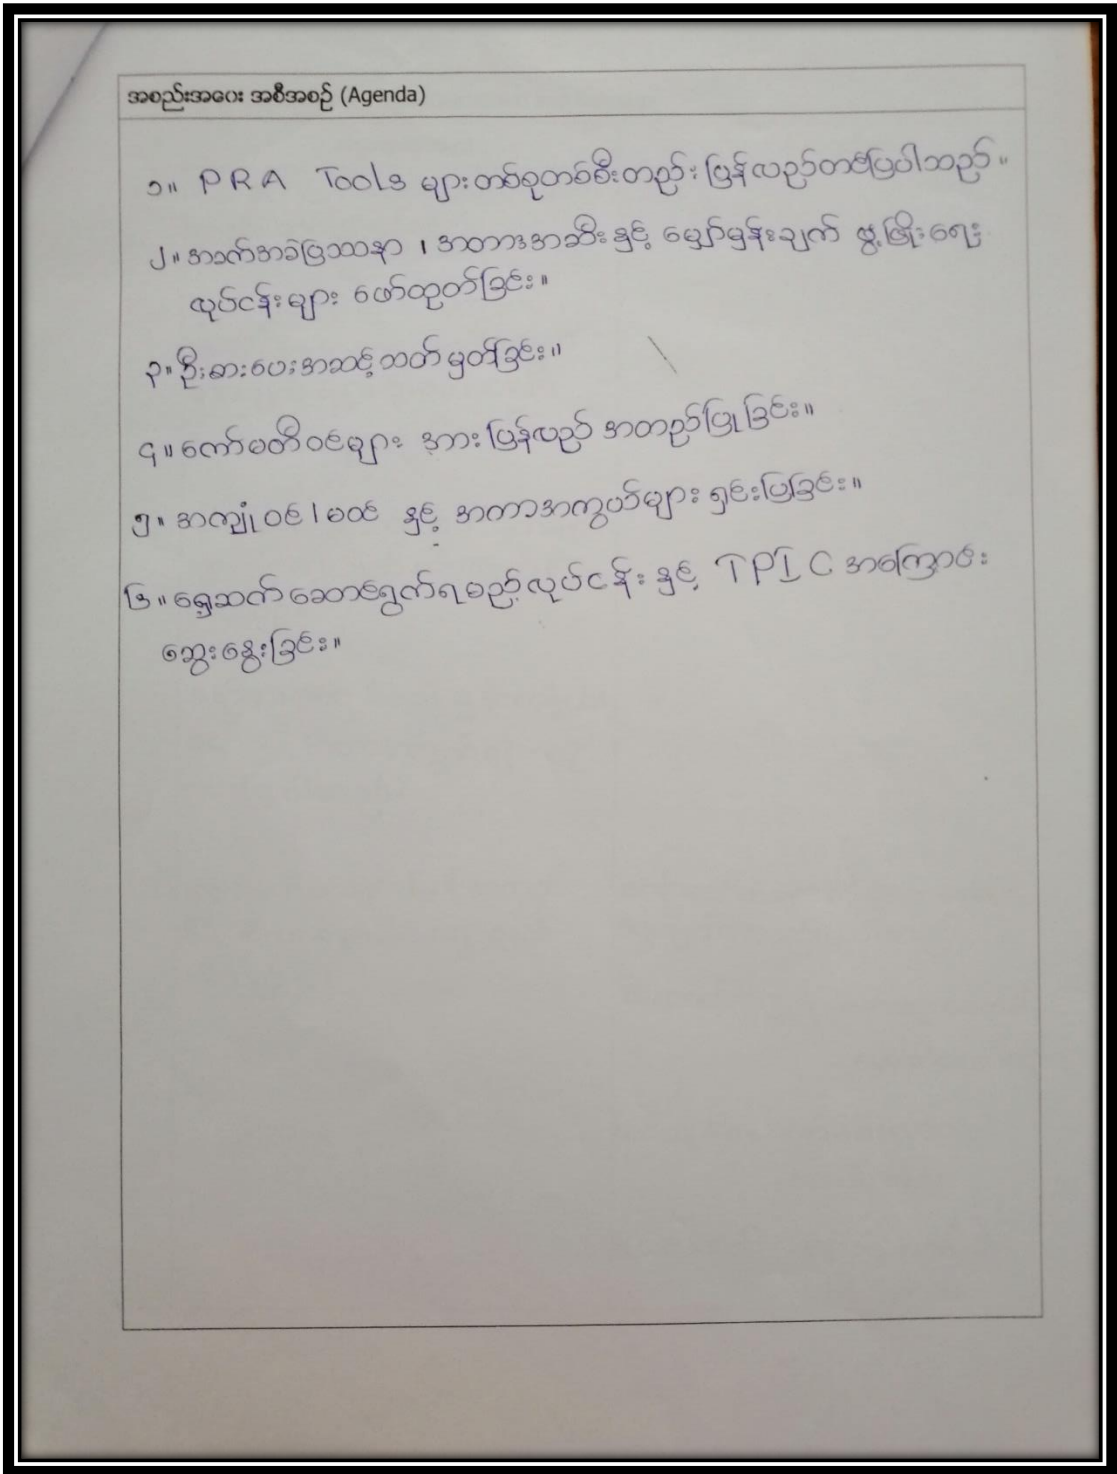 အစည်းအဝေး အစီအစဉ် (Agenda)
၁။ PRA Tools များတစ်ခုတစ်စီးတည်း ပြန်လည်တင်ပြပါသည်။
၂။ အခက်အခဲပြဿနာ ၊ အတားအဆီးနှင့် မျှော်မှန်းချက် ဖွံ့ဖြိုးရေး
လုပ်ငန်းများ ဖော်ထုတ်ခြင်း။
၃။ ဦးစားပေးအဆင့်သတ်မှတ်ခြင်း။
၄။ ကော်မတီဝင်များ အားပြန်လည် အတည်ပြုခြင်း။
၅။ အကျုံဝင်/မဝင် နှင့် အကာအကွယ်များ ရှင်းပြခြင်း။
၆။ ရှေ့ဆက်ဆောင်ရွက်ရမည့်လုပ်ငန်း နှင့် TPIC အကြောင်း
ဆွေးနွေးခြင်း။